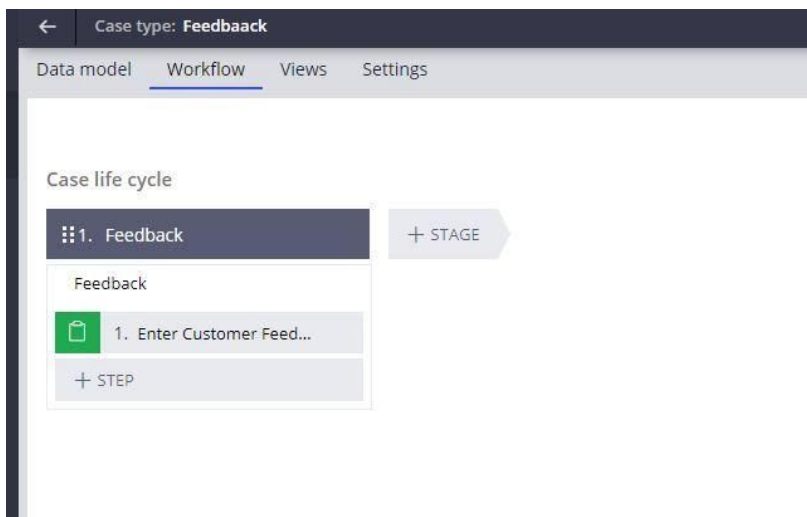 ← Case type: Feedbaack
Data model Workflow Views Settings
Case life cycle
1. Feedback
+ STAGE
Feedback
1. Enter Customer Feed...
+ STEP